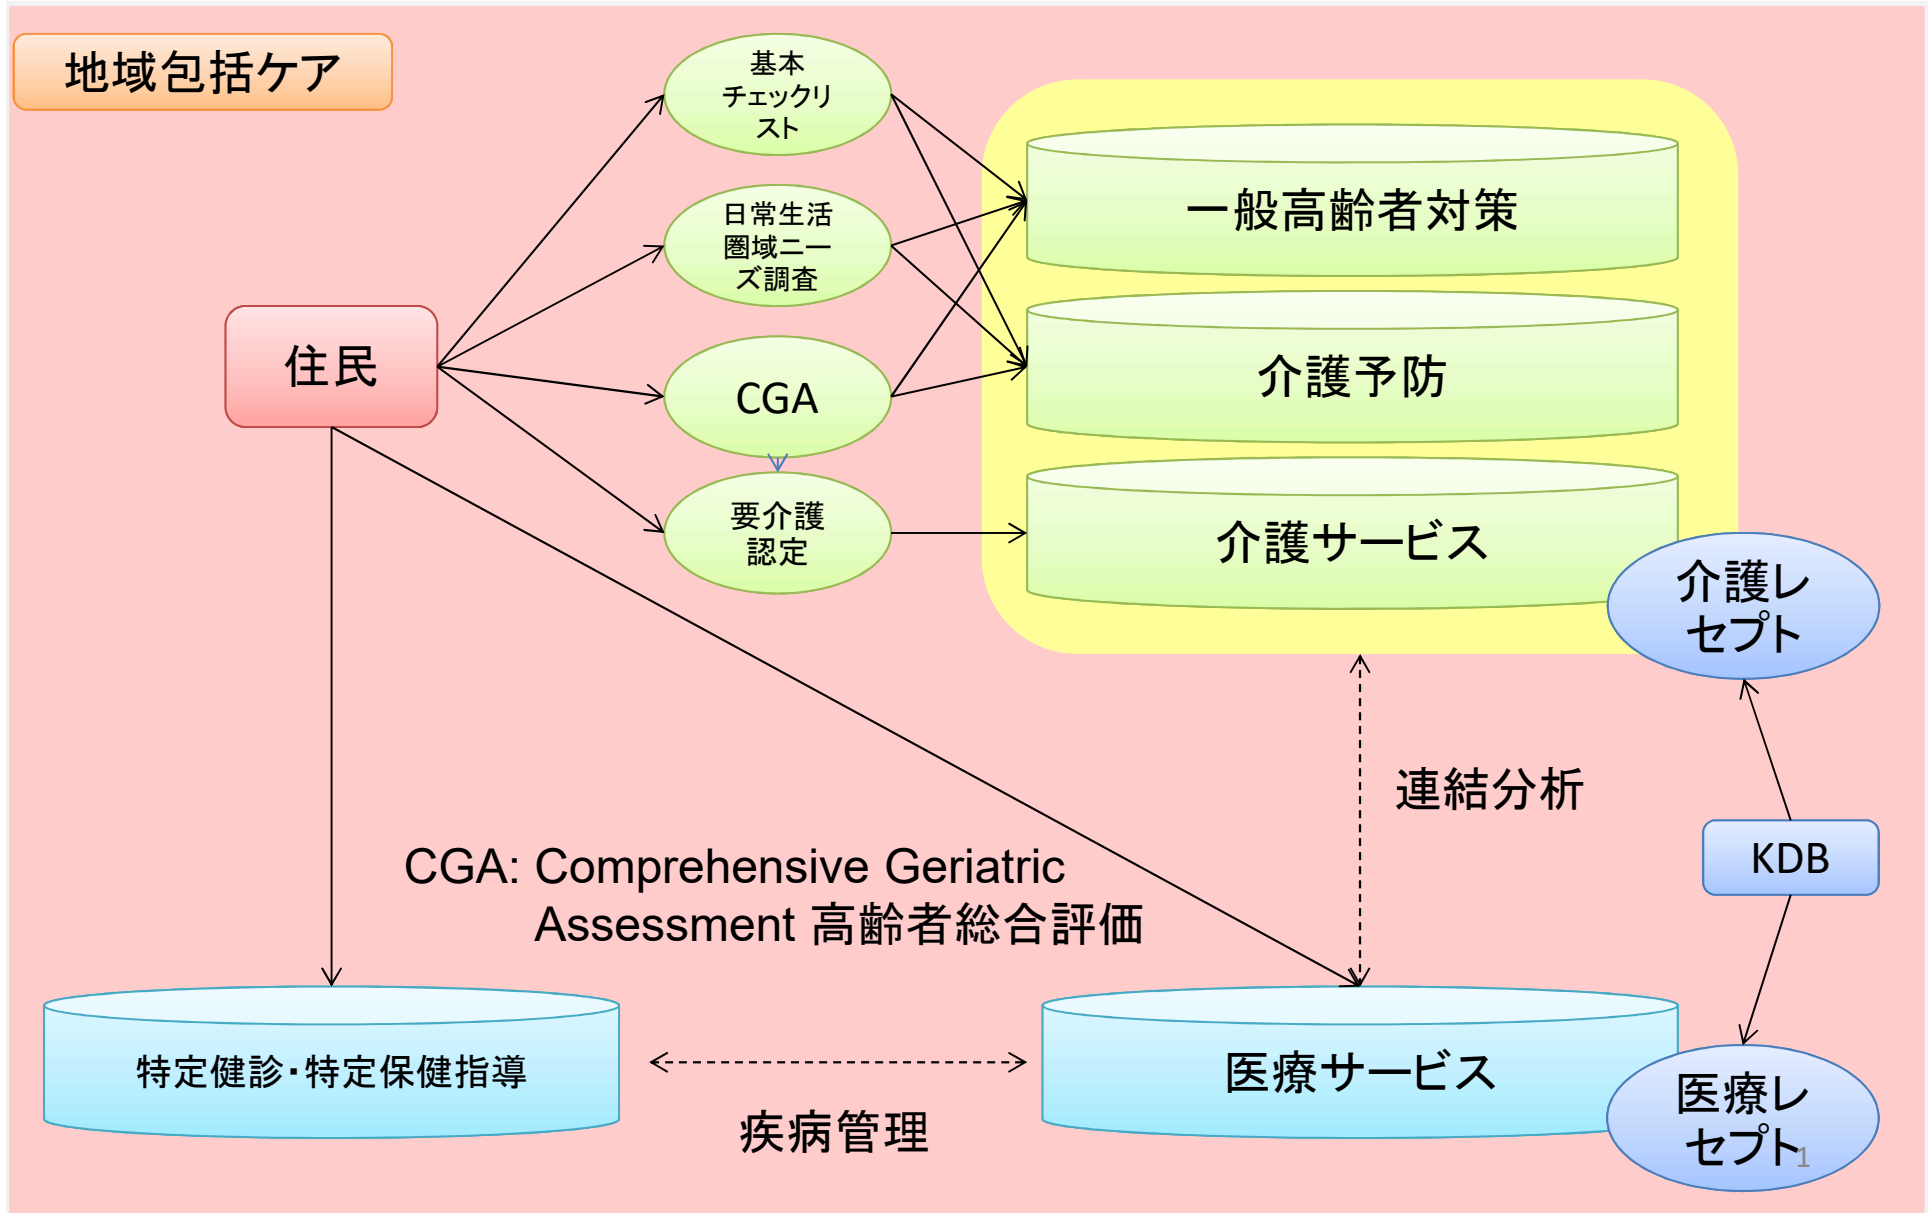 地域包括ケア
基本
チェックリ
スト
日常生活
圏域ニー
ズ調査
CGA
要介護
認定
住民
一般高齢者対策
介護予防
介護サービス
介護レ
セプト
連結分析
KDB
CGA: Comprehensive Geriatric
Assessment 高齢者総合評価
特定健診・特定保健指導
疾病管理
医療サービス
医療レ
セプト
1